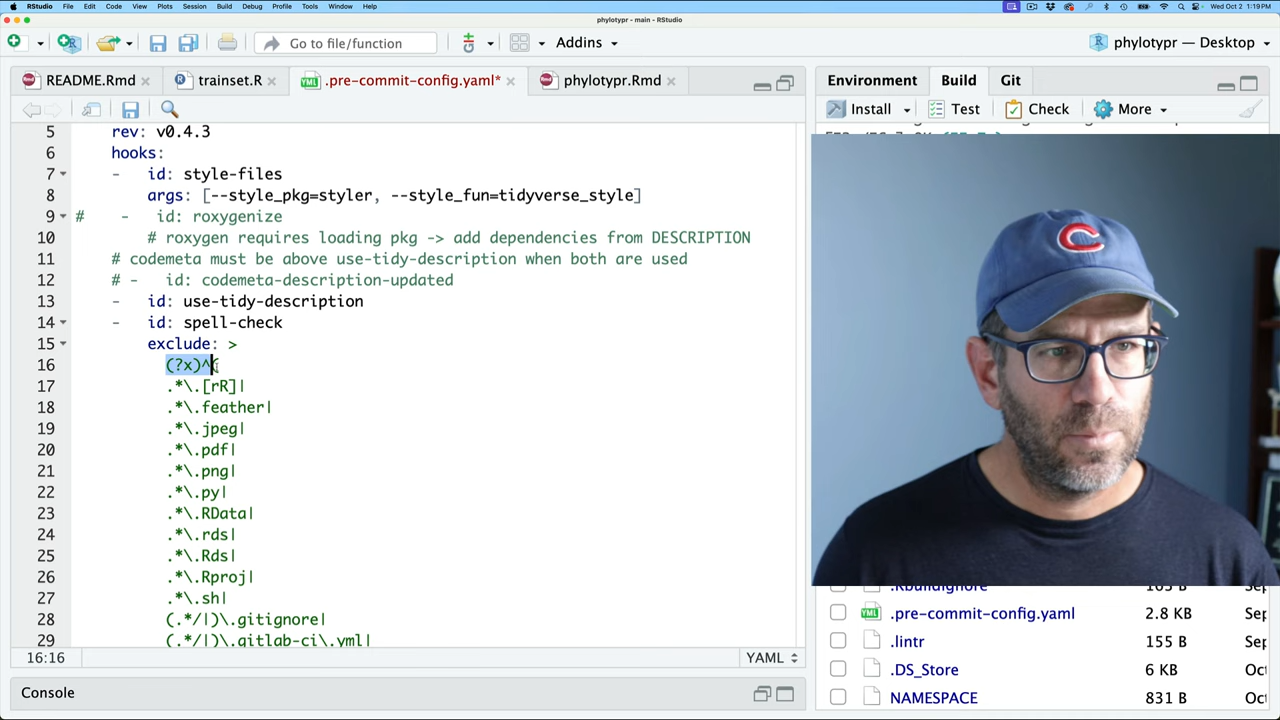 RStudio File Edit Code View Plots Session Build Debug Profile Tools Window Help
Wed Oct 2 1:19 PM
phylotypr - main - RStudio
Go to file/function
Addins
phylotypr — Desktop
README.Rmd
trainset.R
.pre-commit-config.yaml*
phylotypr.Rmd
Environment Build Git
Install Test Check More
5 rev: v0.4.3
6 hooks:
7 - id: style-files
8 args: [--style_pkg=styler, --style_fun=tidyverse_style]
9 # - id: roxygenize
10 # roxygen requires loading pkg -> add dependencies from DESCRIPTION
11 # codemeta must be above use-tidy-description when both are used
12 # - id: codemeta-description-updated
13 - id: use-tidy-description
14 - id: spell-check
15 exclude: >
16 (?x)^(
17 .*\.[rR]|
18 .*\.feather|
19 .*\.jpeg|
20 .*\.pdf|
21 .*\.png|
22 .*\.py|
23 .*\.RData|
24 .*\.rds|
25 .*\.Rds|
26 .*\.Rproj|
27 .*\.sh|
28 (.*/|)\.gitignore|
29 (.*/|)\.gitlab-ci\.yml|
16:16
YAML
Console
.Rbuildignore 105 B Sep
.pre-commit-config.yaml 2.8 KB Sep
.lintr 155 B Sep
.DS_Store 6 KB Oct
NAMESPACE 831 B Oct
C